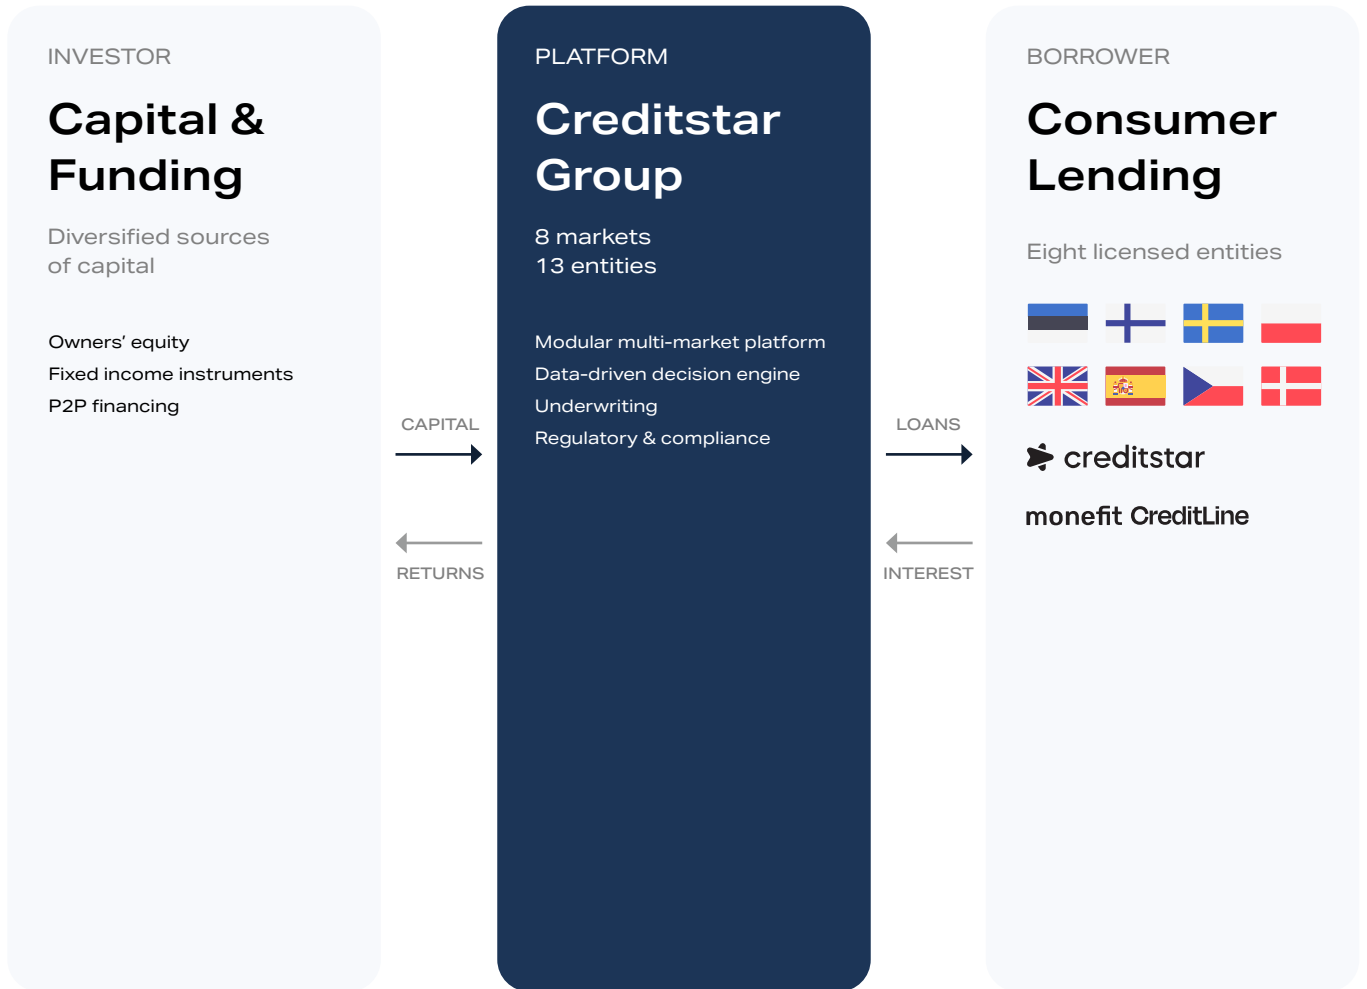 INVESTOR
Capital &
Funding
Diversified sources
of capital
Owners’ equity
Fixed income instruments
P2P financing
CAPITAL
RETURNS
PLATFORM
Creditstar
Group
8 markets
13 entities
Modular multi-market platform
Data-driven decision engine
Underwriting
Regulatory & compliance
LOANS
INTEREST
BORROWER
Consumer
Lending
Eight licensed entities
creditstar
monefit CreditLine